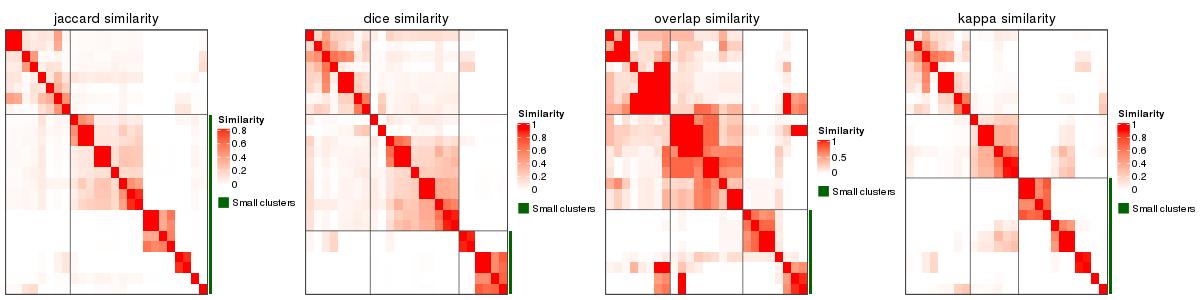 jaccard similarity
Similarity
0.8
0.6
0.4
0.2
0
Small clusters
dice similarity
Similarity
1
0.8
0.6
0.4
0.2
0
Small clusters
overlap similarity
Similarity
1
0.5
0
Small clusters
kappa similarity
Similarity
1
0.8
0.6
0.4
0.2
0
Small clusters